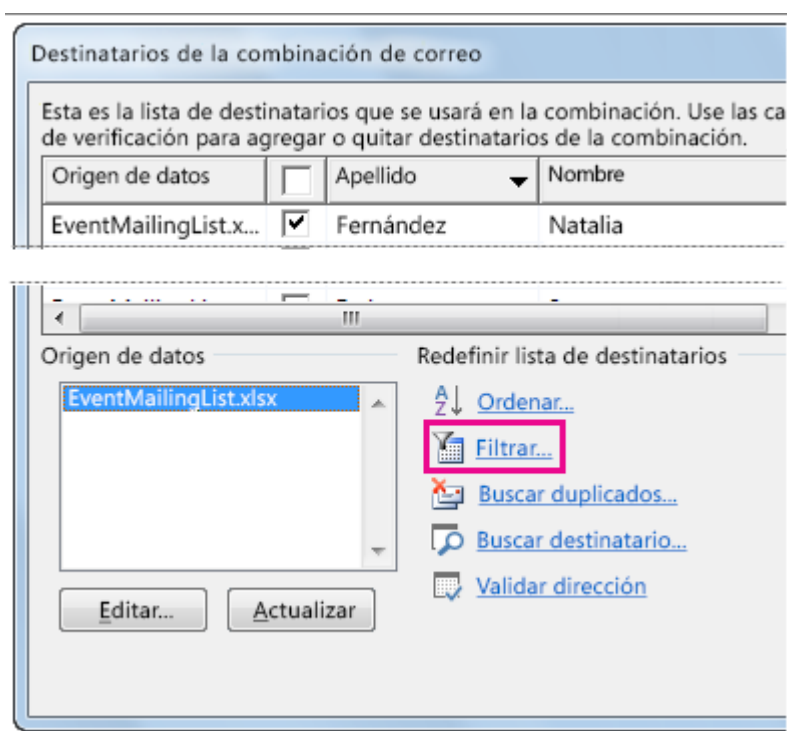 Destinatarios de la combinación de correo
Esta es la lista de destinatarios que se usará en la combinación. Use las ca
de verificación para agregar o quitar destinatarios de la combinación.
Origen de datos Apellido Nombre
EventMailingList.x... Fernández Natalia
Origen de datos Redefinir lista de destinatarios
EventMailingList.xlsx
Ordenar...
Filtrar...
Buscar duplicados...
Buscar destinatario...
Validar dirección
Editar... Actualizar